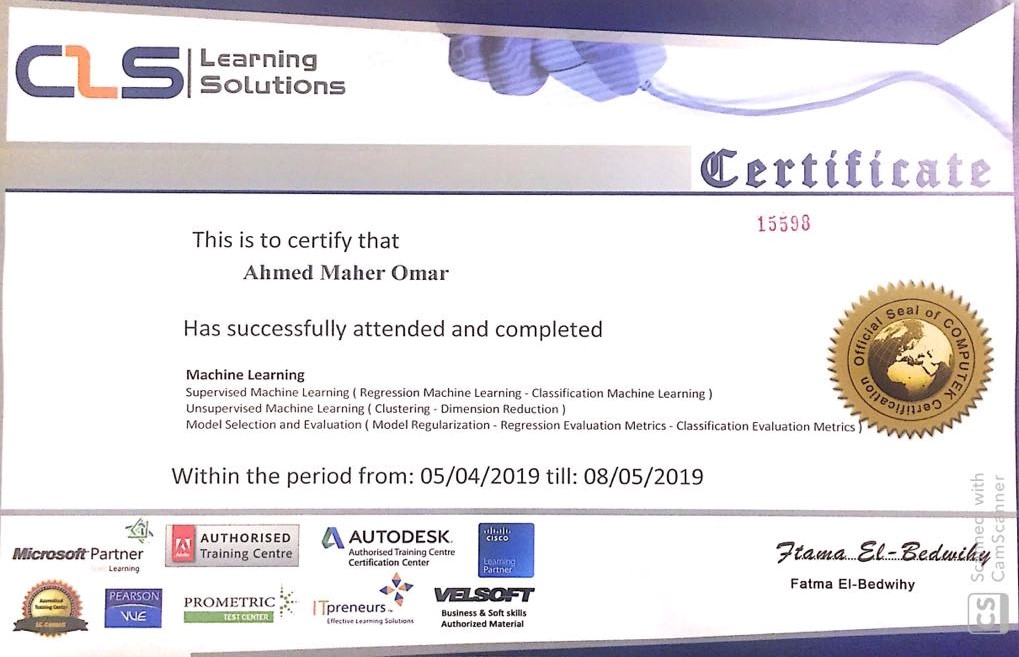 CLS Learning
Solutions
Certificate
15598
This is to certify that
Ahmed Maher Omar
Has successfully attended and completed
Machine Learning
Supervised Machine Learning ( Regression Machine Learning - Classification Machine Learning )
Unsupervised Machine Learning ( Clustering - Dimension Reduction )
Model Selection and Evaluation ( Model Regularization - Regression Evaluation Metrics - Classification Evaluation Metrics )
Official Seal of COMPUTEK Certification
Within the period from: 05/04/2019 till: 08/05/2019
Microsoft Partner
Learning
Adobe
AUTHORISED
Training Centre
AUTODESK.
Authorised Training Centre
Certification Center
CISCO
Learning
Partner
Accredited
Training Center
PEARSON
VUE
PROMETRIC
TEST CENTER
ITpreneurs™
Effective Learning Solutions
VELSOFT
Business & Soft skills
Authorized Material
Ftama El-Bedwihy
Fatma El-Bedwihy
CS
Scanned with
CamScanner